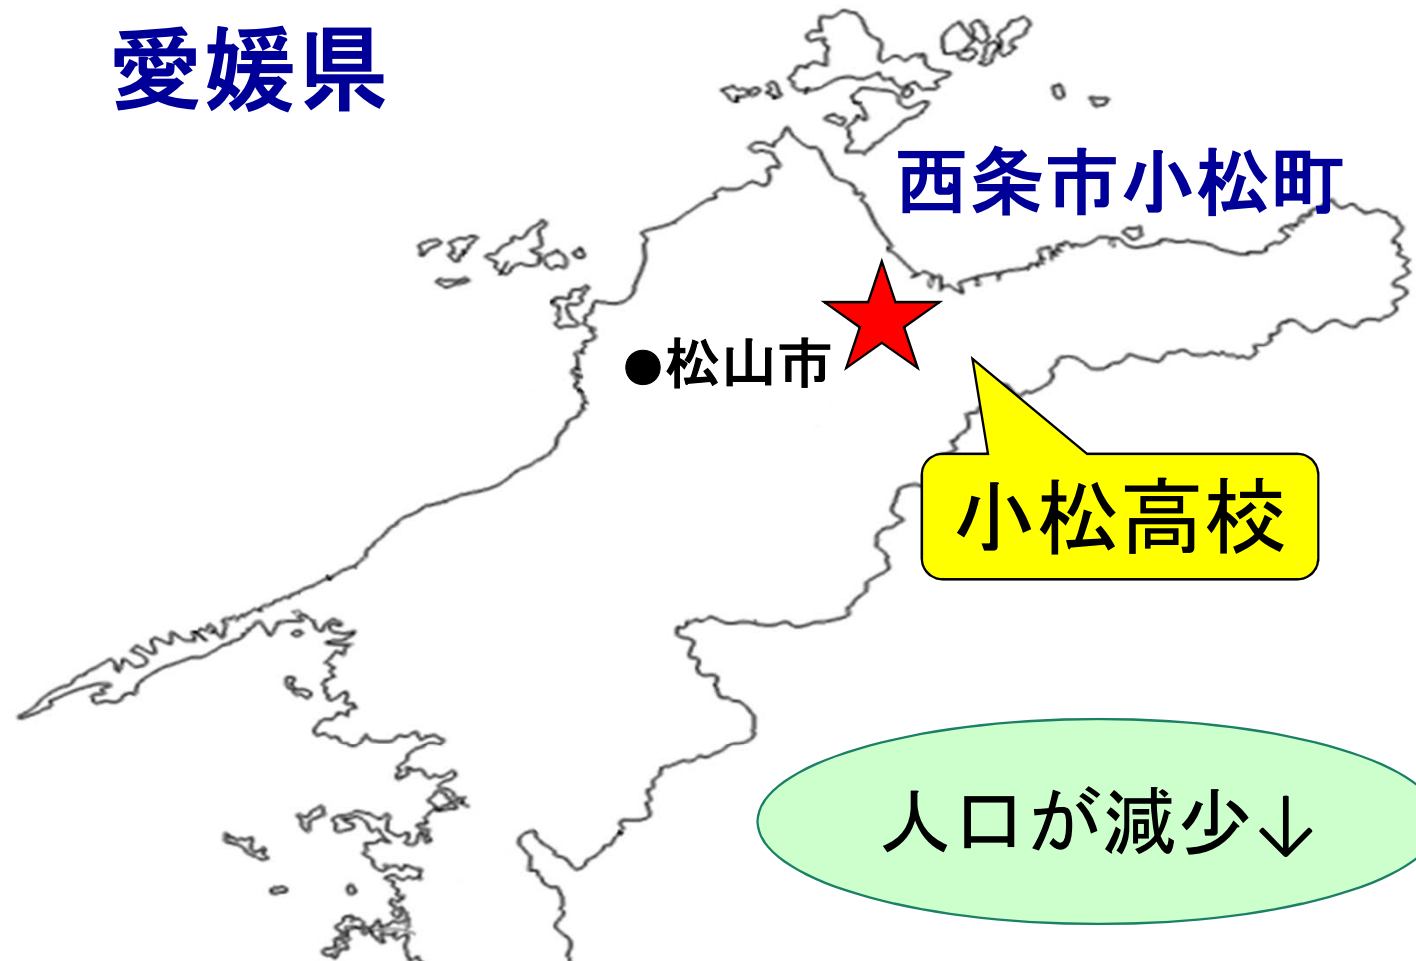 愛媛県
西条市小松町
●松山市
小松高校
人口が減少↓